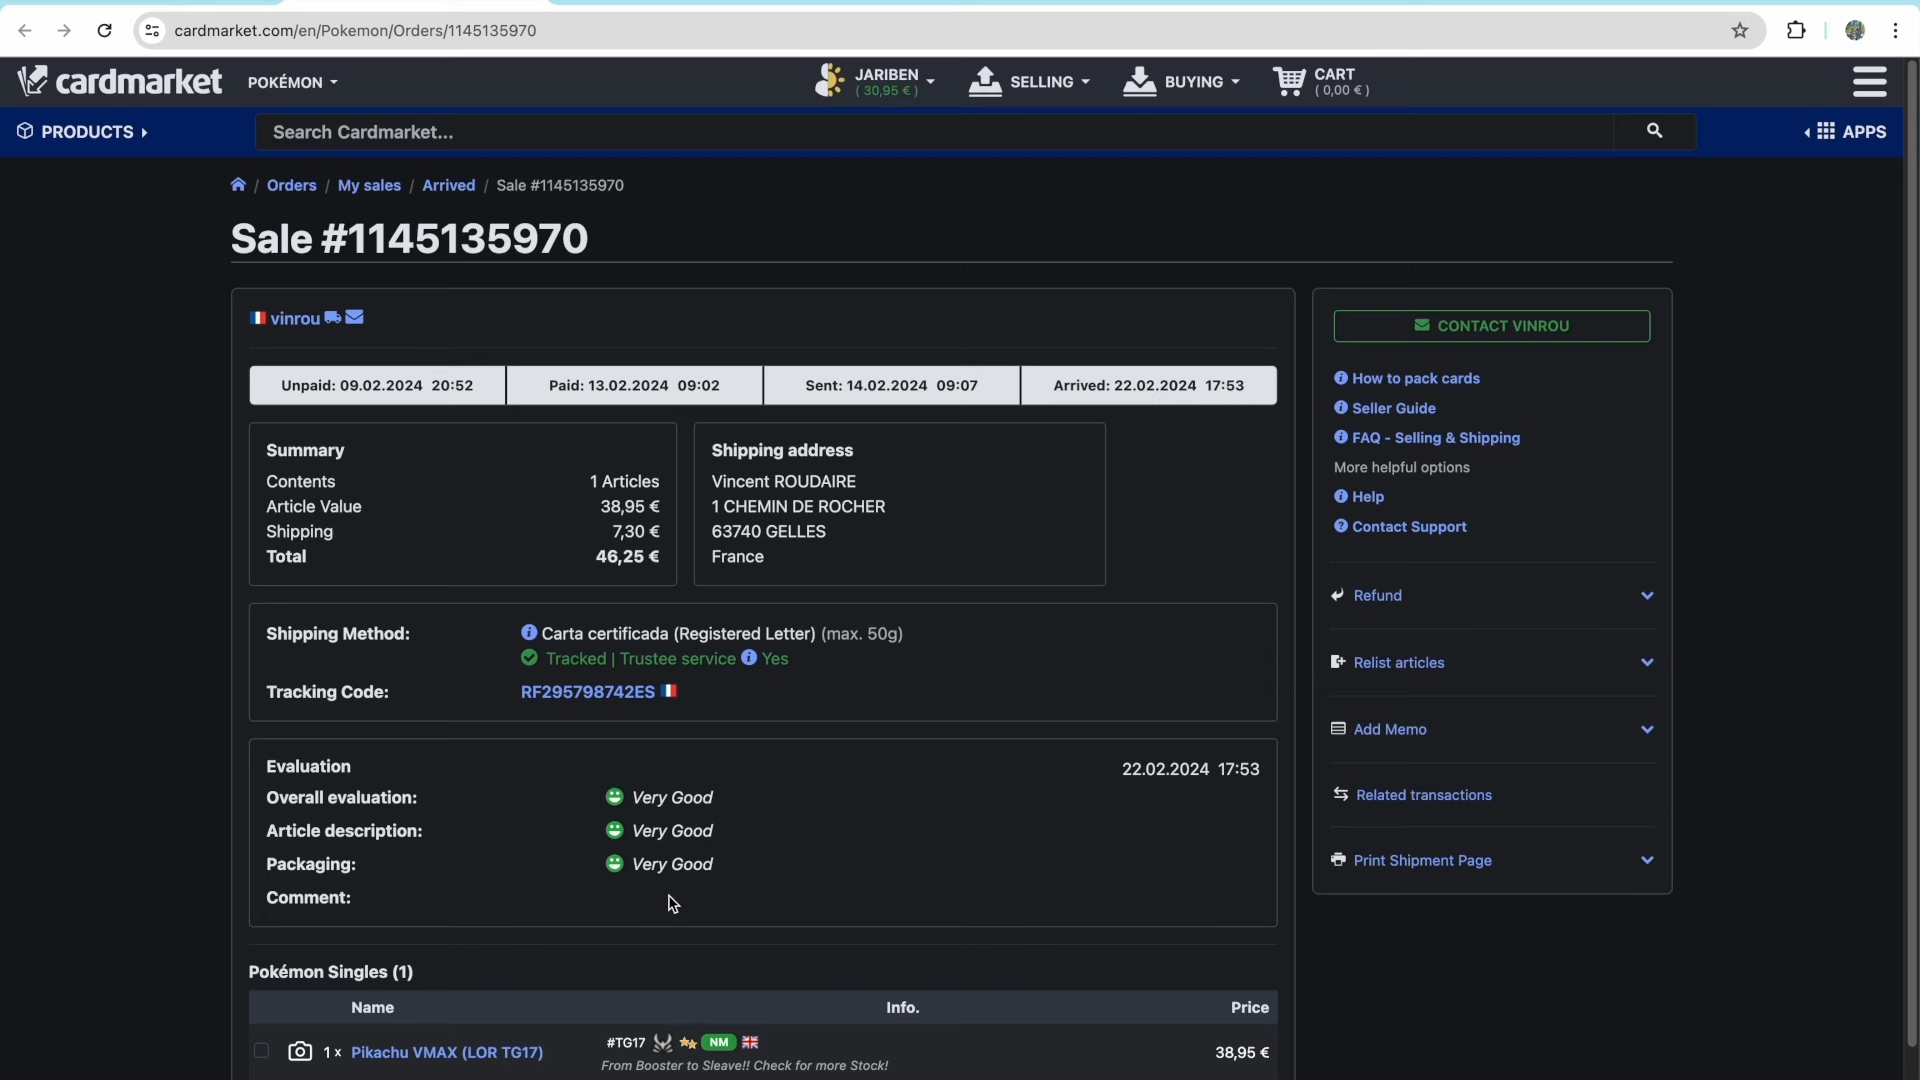 cardmarket.com/en/Pokemon/Orders/1145135970
cardmarket
POKÉMON
JARIBEN
( 30,95 € )
SELLING
BUYING
CART
( 0,00 € )
PRODUCTS
Search Cardmarket...
APPS
/ Orders / My sales / Arrived / Sale #1145135970
Sale #1145135970
vinrou
Unpaid: 09.02.2024 20:52
Paid: 13.02.2024 09:02
Sent: 14.02.2024 09:07
Arrived: 22.02.2024 17:53
Summary
Contents 1 Articles
Article Value 38,95 €
Shipping 7,30 €
Total 46,25 €
Shipping address
Vincent ROUDAIRE
1 CHEMIN DE ROCHER
63740 GELLES
France
Shipping Method: Carta certificada (Registered Letter) (max. 50g)
Tracked | Trustee service Yes
Tracking Code: RF295798742ES
Evaluation 22.02.2024 17:53
Overall evaluation: Very Good
Article description: Very Good
Packaging: Very Good
Comment:
Pokémon Singles (1)
Name Info. Price
1x Pikachu VMAX (LOR TG17) #TG17 NM 38,95 €
From Booster to Sleave!! Check for more Stock!
CONTACT VINROU
How to pack cards
Seller Guide
FAQ - Selling & Shipping
More helpful options
Help
Contact Support
Refund
Relist articles
Add Memo
Related transactions
Print Shipment Page